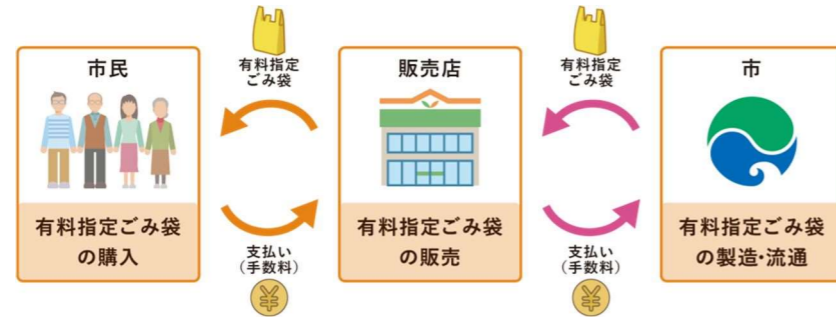 市民
有料指定ごみ袋
の購入
有料指定
ごみ袋
支払い
(手数料)
¥
販売店
有料指定ごみ袋
の販売
有料指定
ごみ袋
支払い
(手数料)
¥
市
有料指定ごみ袋
の製造・流通